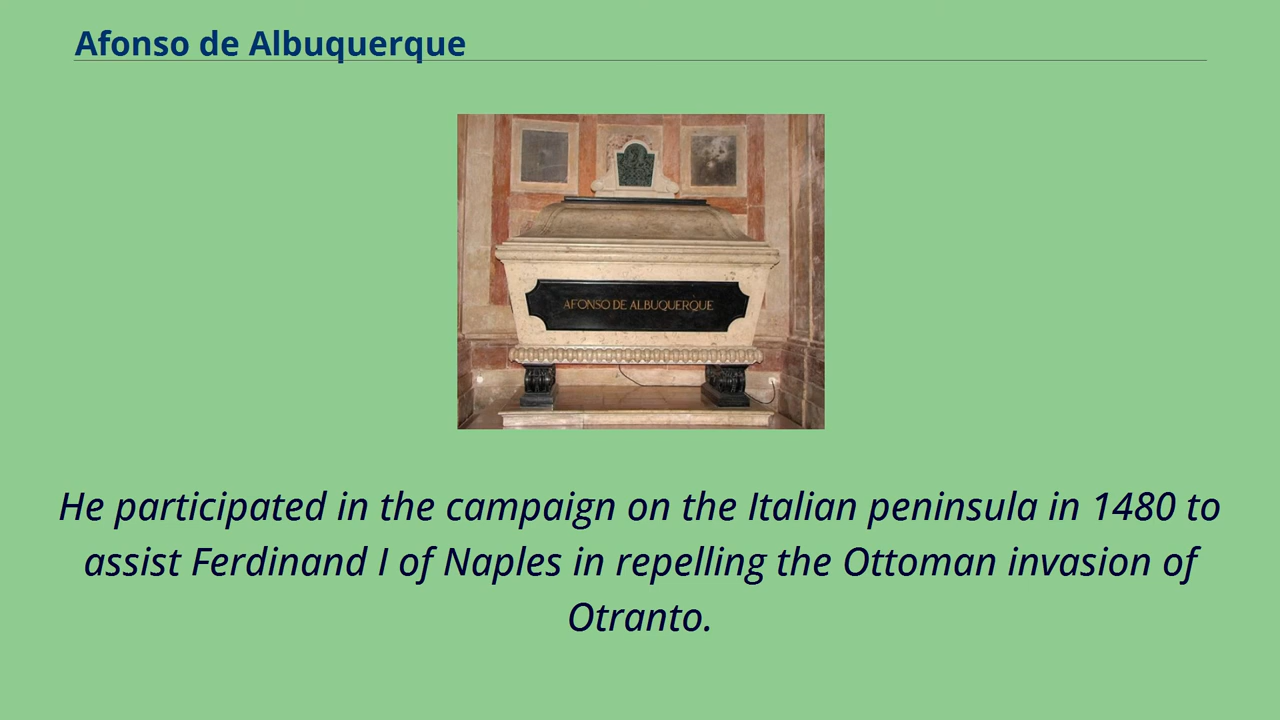 Afonso de Albuquerque
AFONSO DE ALBUQUERQUE
He participated in the campaign on the Italian peninsula in 1480 to
assist Ferdinand I of Naples in repelling the Ottoman invasion of
Otranto.